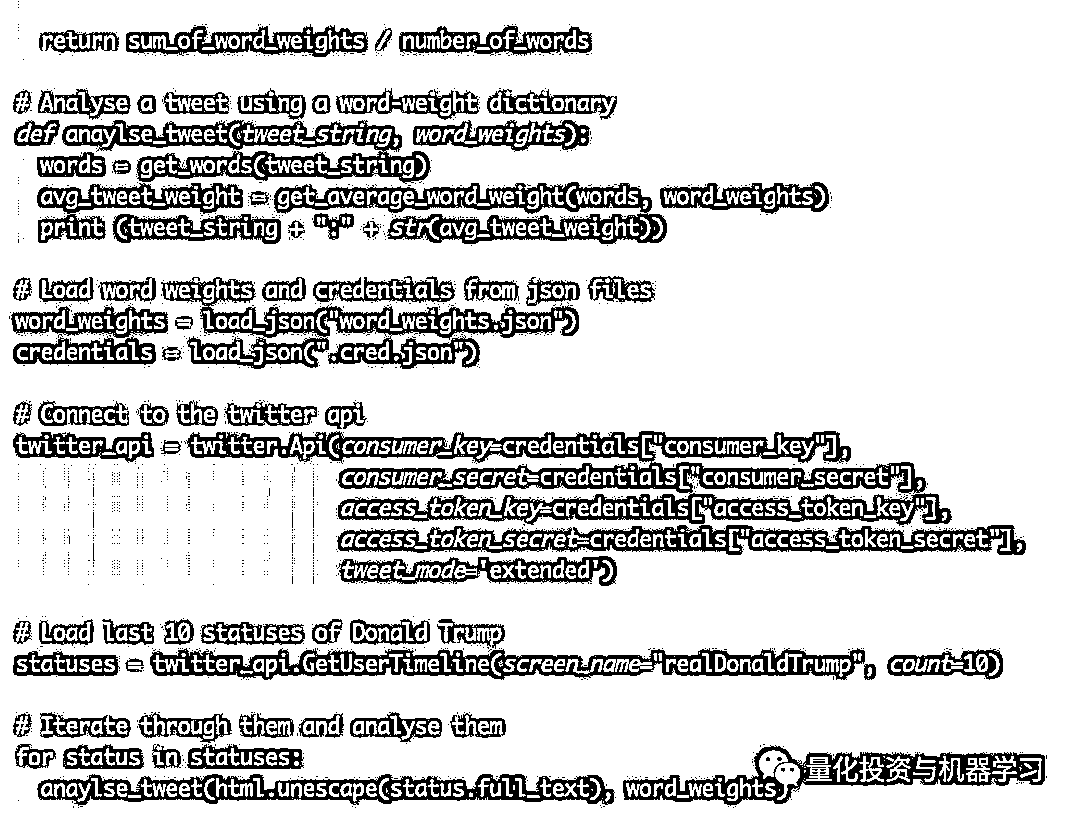 return sum_of_word_weights / number_of_words
# Analyse a tweet using a word-weight dictionary
def anaylse_tweet(tweet_string, word_weights):
words = get_words(tweet_string)
avg_tweet_weight = get_average_word_weight(words, word_weights)
print (tweet_string + ":" + str(avg_tweet_weight))
# Load word weights and credentials from json files
word_weights = load_json("word_weights.json")
credentials = load_json(".cred.json")
# Connect to the twitter api
twitter_api = twitter.Api(consumer_key=credentials["consumer_key"],
consumer_secret=credentials["consumer_secret"],
access_token_key=credentials["access_token_key"],
access_token_secret=credentials["access_token_secret"],
tweet_mode='extended')
# Load last 10 statuses of Donald Trump
statuses = twitter_api.GetUserTimeline(screen_name="realDonaldTrump", count=10)
# Iterate through them and analyse them
for status in statuses:
anaylse_tweet(html.unescape(status.full_text), word_weights)
量化投资与机器学习